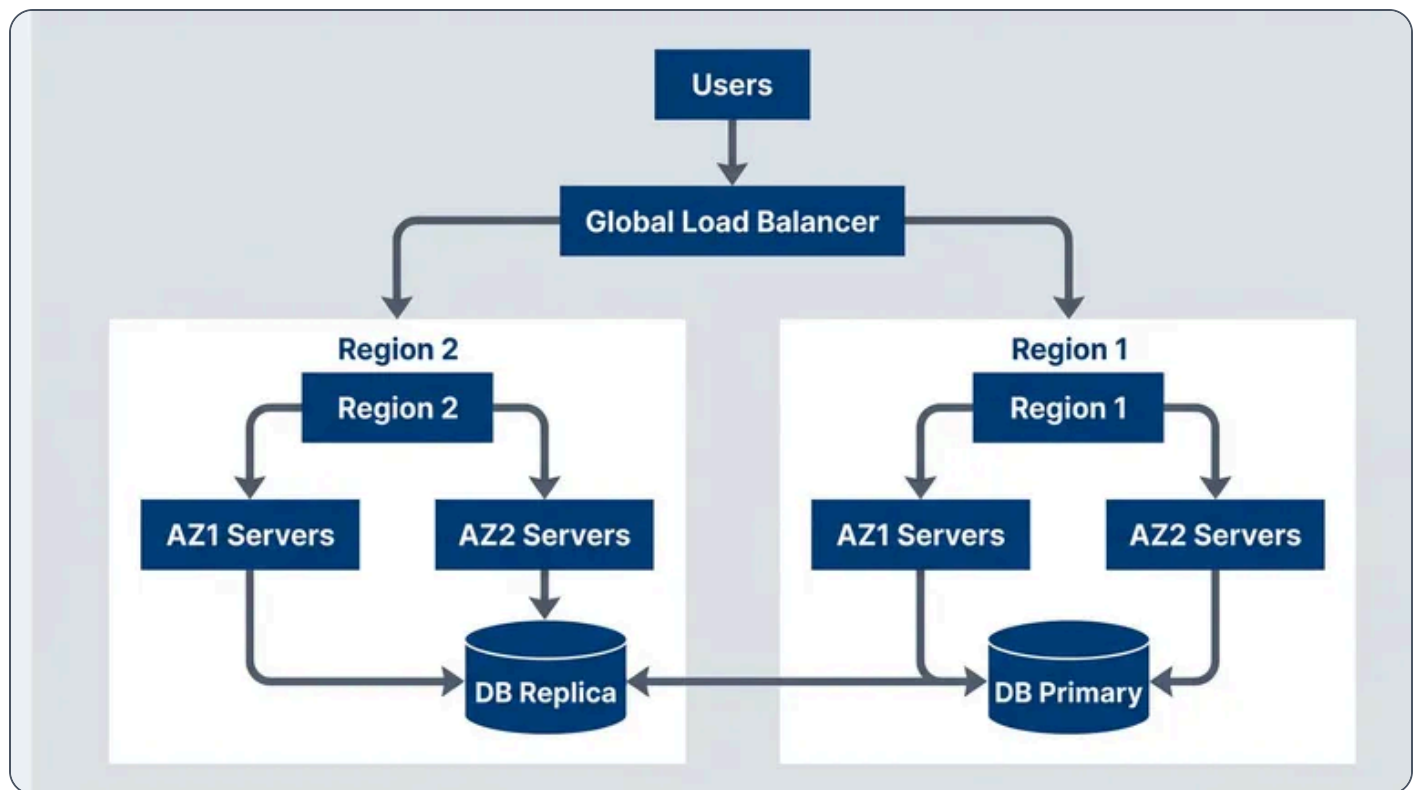 Users
Global Load Balancer
Region 2
Region 2
AZ1 Servers
AZ2 Servers
DB Replica
Region 1
Region 1
AZ1 Servers
AZ2 Servers
DB Primary